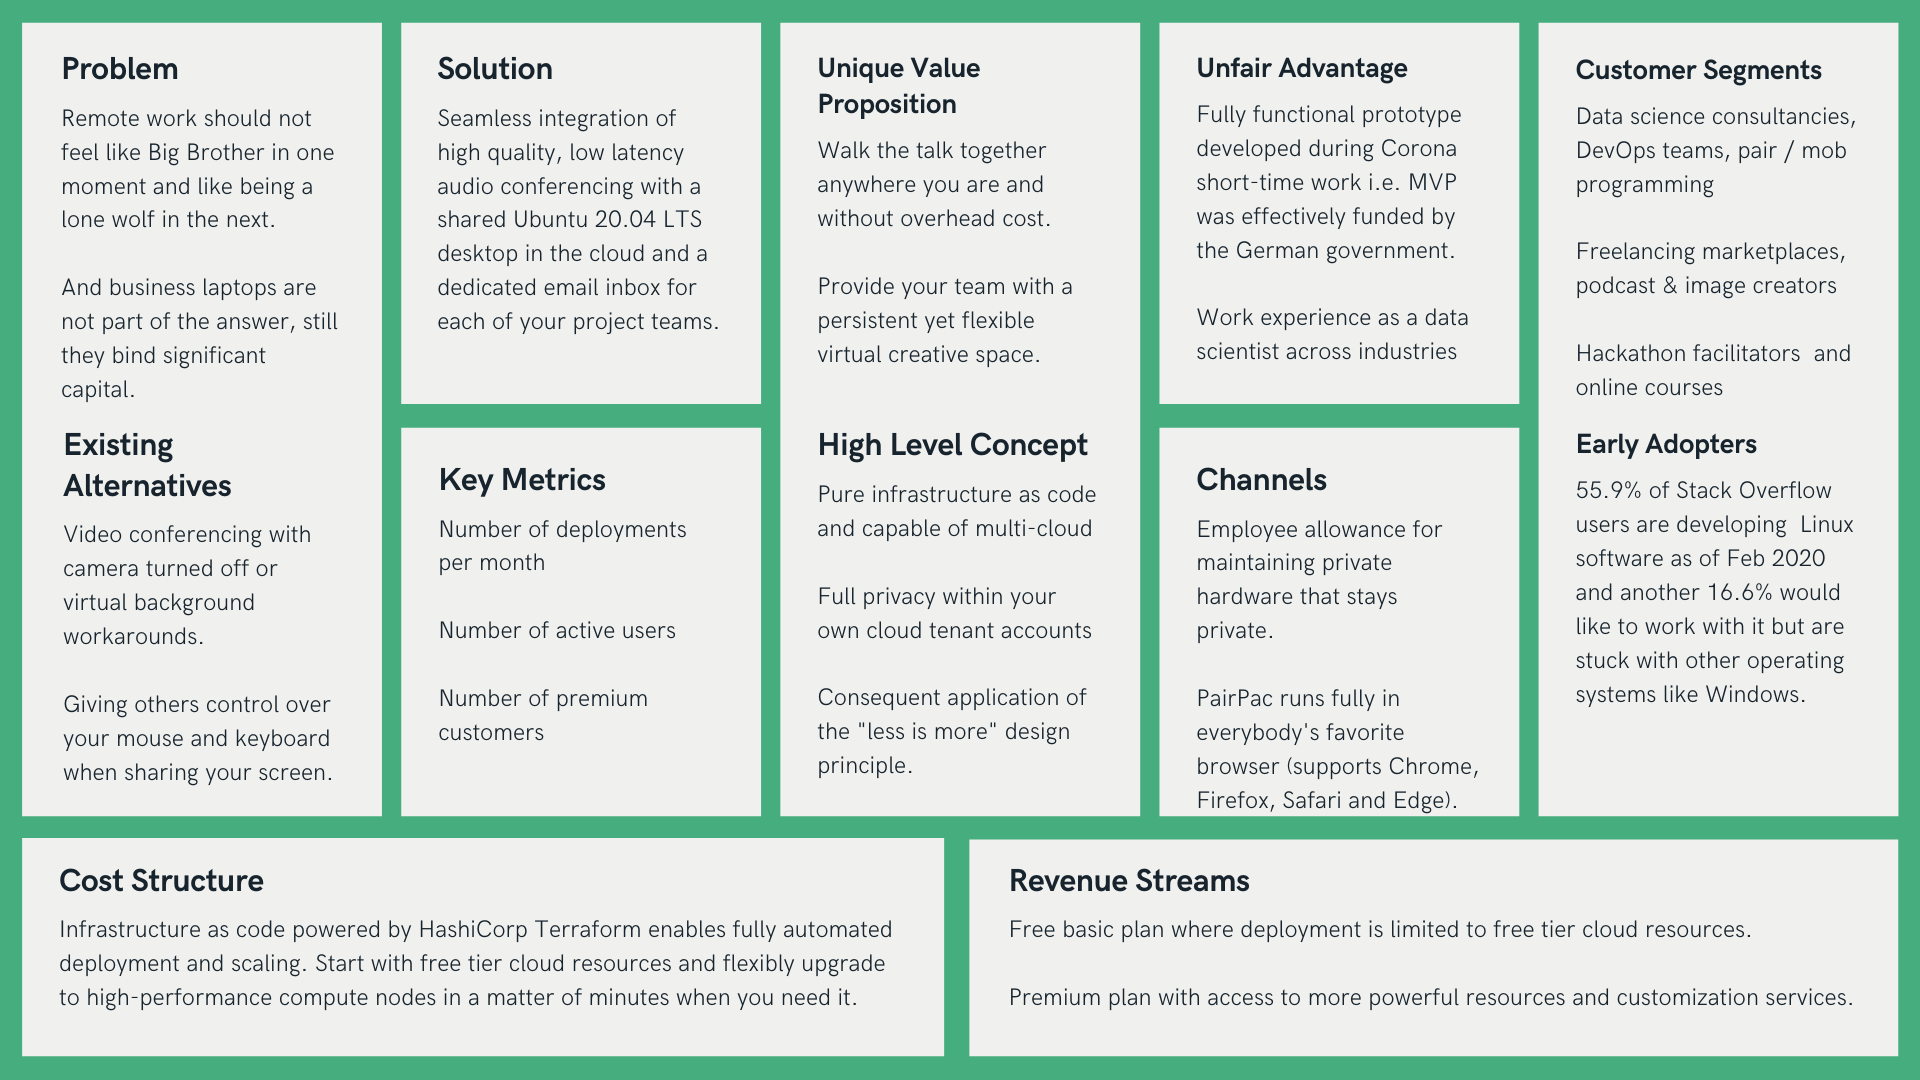 Problem
Remote work should not
feel like Big Brother in one
moment and like being a
lone wolf in the next.
And business laptops are
not part of the answer, still
they bind significant
capital.
Existing
Alternatives
Video conferencing with
camera turned off or
virtual background
workarounds.
Giving others control over
your mouse and keyboard
when sharing your screen.
Solution
Seamless integration of
high quality, low latency
audio conferencing with a
shared Ubuntu 20.04 LTS
desktop in the cloud and a
dedicated email inbox for
each of your project teams.
Key Metrics
Number of deployments
per month
Number of active users
Number of premium
customers
Unique Value
Proposition
Walk the talk together
anywhere you are and
without overhead cost.
Provide your team with a
persistent yet flexible
virtual creative space.
High Level Concept
Pure infrastructure as code
and capable of multi-cloud
Full privacy within your
own cloud tenant accounts
Consequent application of
the "less is more" design
principle.
Unfair Advantage
Fully functional prototype
developed during Corona
short-time work i.e. MVP
was effectively funded by
the German government.
Work experience as a data
scientist across industries
Channels
Employee allowance for
maintaining private
hardware that stays
private.
PairPac runs fully in
everybody's favorite
browser (supports Chrome,
Firefox, Safari and Edge).
Customer Segments
Data science consultancies,
DevOps teams, pair / mob
programming
Freelancing marketplaces,
podcast & image creators
Hackathon facilitators  and
online courses
Early Adopters
55.9% of Stack Overflow
users are developing  Linux
software as of Feb 2020
and another 16.6% would
like to work with it but are
stuck with other operating
systems like Windows.
Cost Structure
Infrastructure as code powered by HashiCorp Terraform enables fully automated
deployment and scaling. Start with free tier cloud resources and flexibly upgrade
to high-performance compute nodes in a matter of minutes when you need it.
Revenue Streams
Free basic plan where deployment is limited to free tier cloud resources.
Premium plan with access to more powerful resources and customization services.